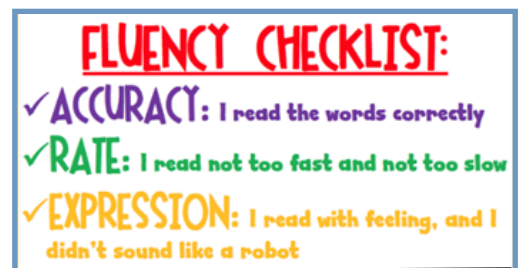 FLUENCY CHECKLIST:
✓ACCURACY: I read the words correctly
✓RATE: I read not too fast and not too slow
✓EXPRESSION: I read with feeling, and I
didn't sound like a robot